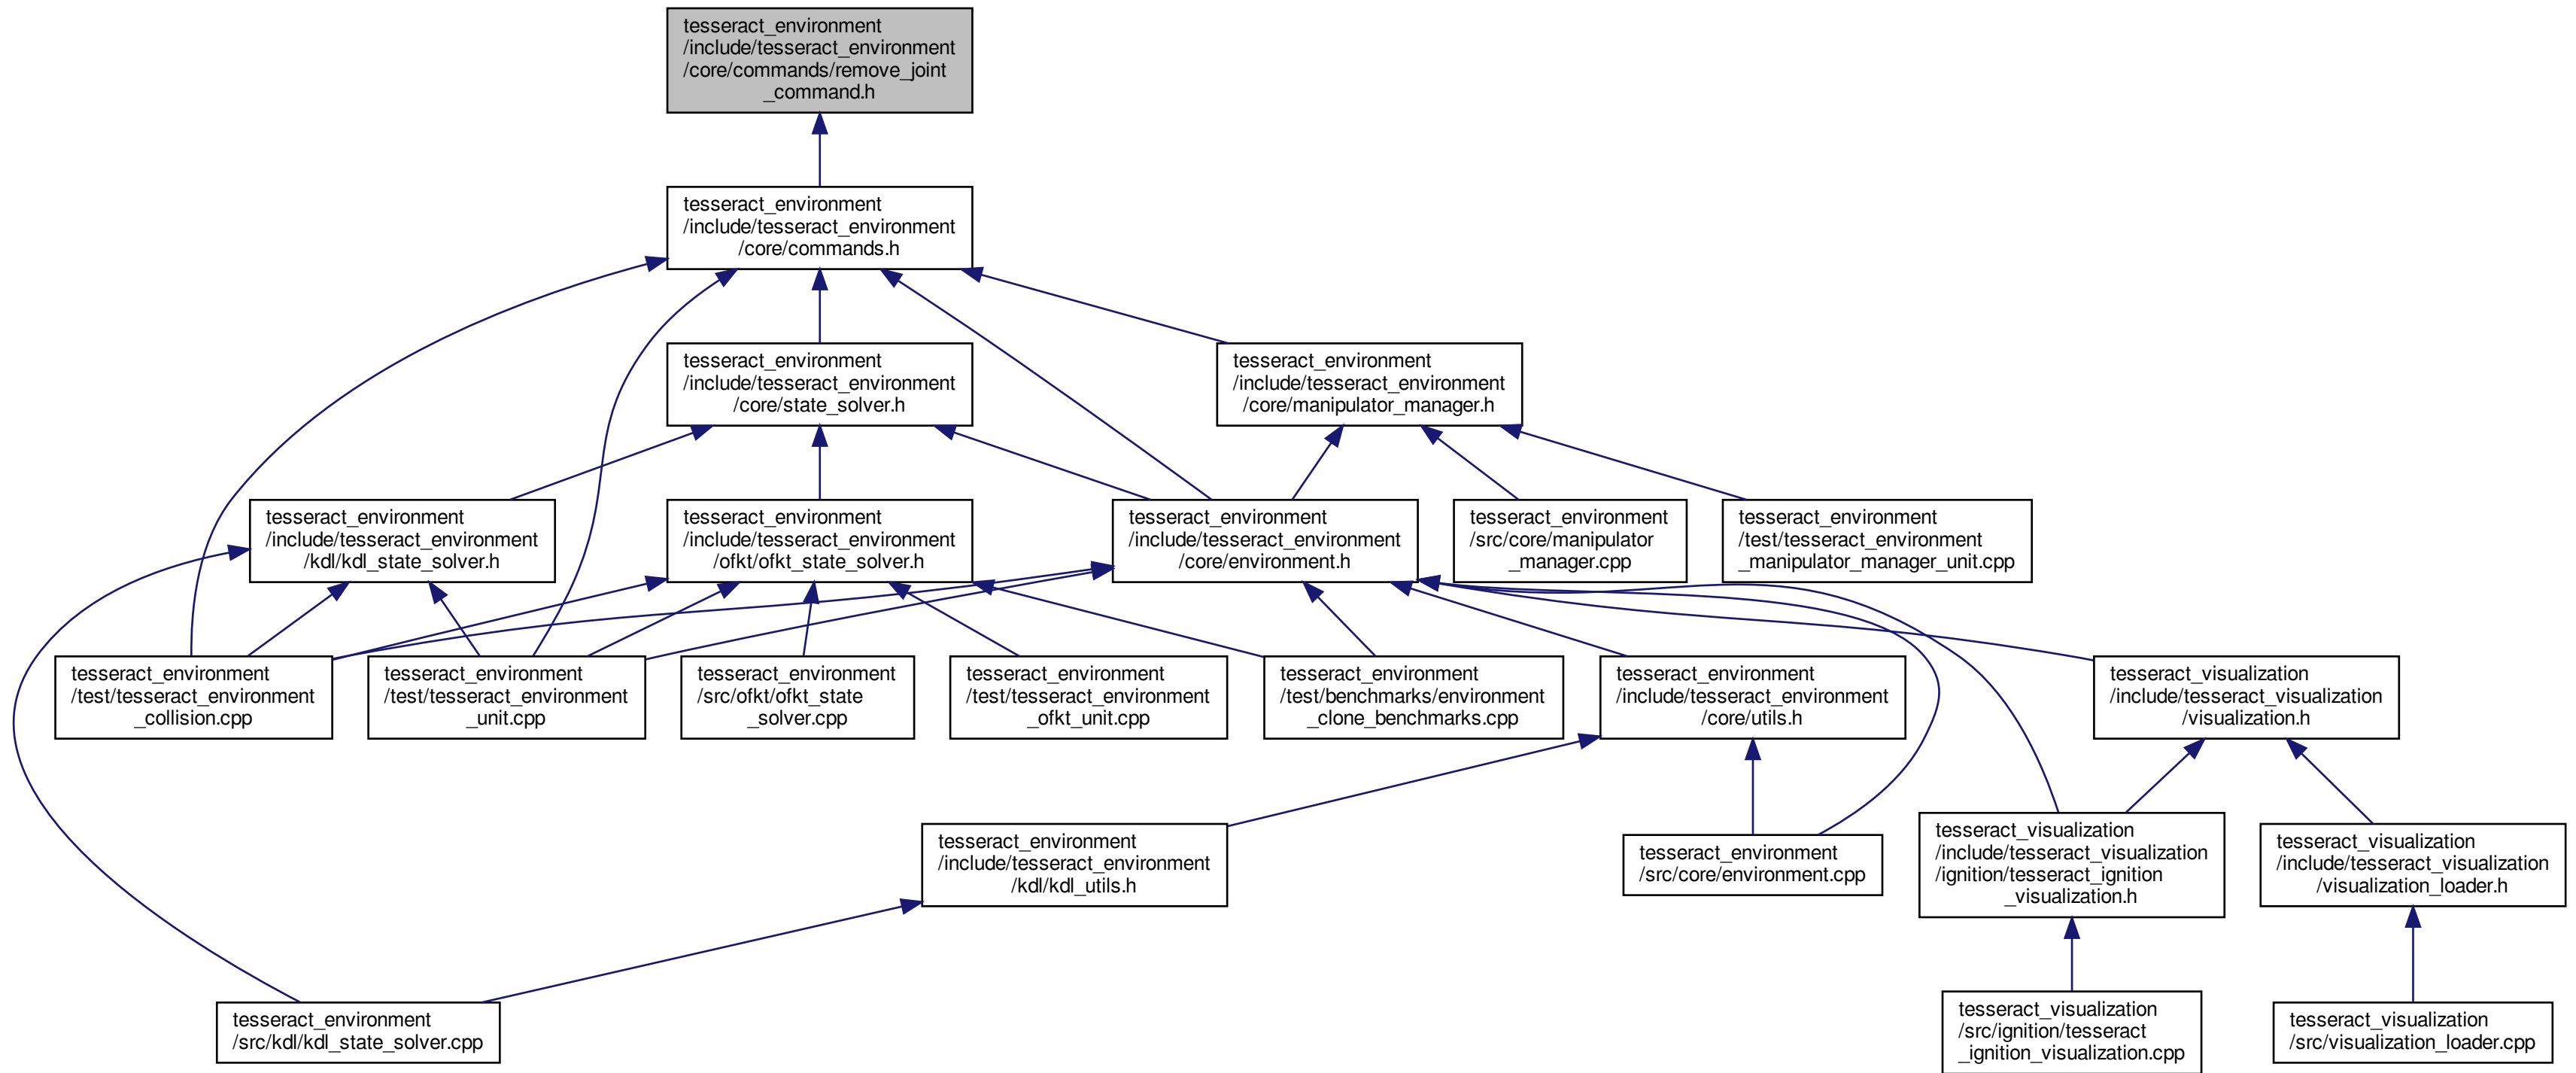 tesseract_environment
/include/tesseract_environment
/core/commands/remove_joint
_command.h
tesseract_environment
/include/tesseract_environment
/core/commands.h
tesseract_environment
/include/tesseract_environment
/core/state_solver.h
tesseract_environment
/include/tesseract_environment
/core/manipulator_manager.h
tesseract_environment
/include/tesseract_environment
/kdl/kdl_state_solver.h
tesseract_environment
/include/tesseract_environment
/ofkt/ofkt_state_solver.h
tesseract_environment
/include/tesseract_environment
/core/environment.h
tesseract_environment
/src/core/manipulator
_manager.cpp
tesseract_environment
/test/tesseract_environment
_manipulator_manager_unit.cpp
tesseract_environment
/test/tesseract_environment
_collision.cpp
tesseract_environment
/test/tesseract_environment
_unit.cpp
tesseract_environment
/src/ofkt/ofkt_state
_solver.cpp
tesseract_environment
/test/tesseract_environment
_ofkt_unit.cpp
tesseract_environment
/test/benchmarks/environment
_clone_benchmarks.cpp
tesseract_environment
/include/tesseract_environment
/core/utils.h
tesseract_visualization
/include/tesseract_visualization
/visualization.h
tesseract_environment
/include/tesseract_environment
/kdl/kdl_utils.h
tesseract_environment
/src/core/environment.cpp
tesseract_visualization
/include/tesseract_visualization
/ignition/tesseract_ignition
_visualization.h
tesseract_visualization
/include/tesseract_visualization
/visualization_loader.h
tesseract_environment
/src/kdl/kdl_state_solver.cpp
tesseract_visualization
/src/ignition/tesseract
_ignition_visualization.cpp
tesseract_visualization
/src/visualization_loader.cpp